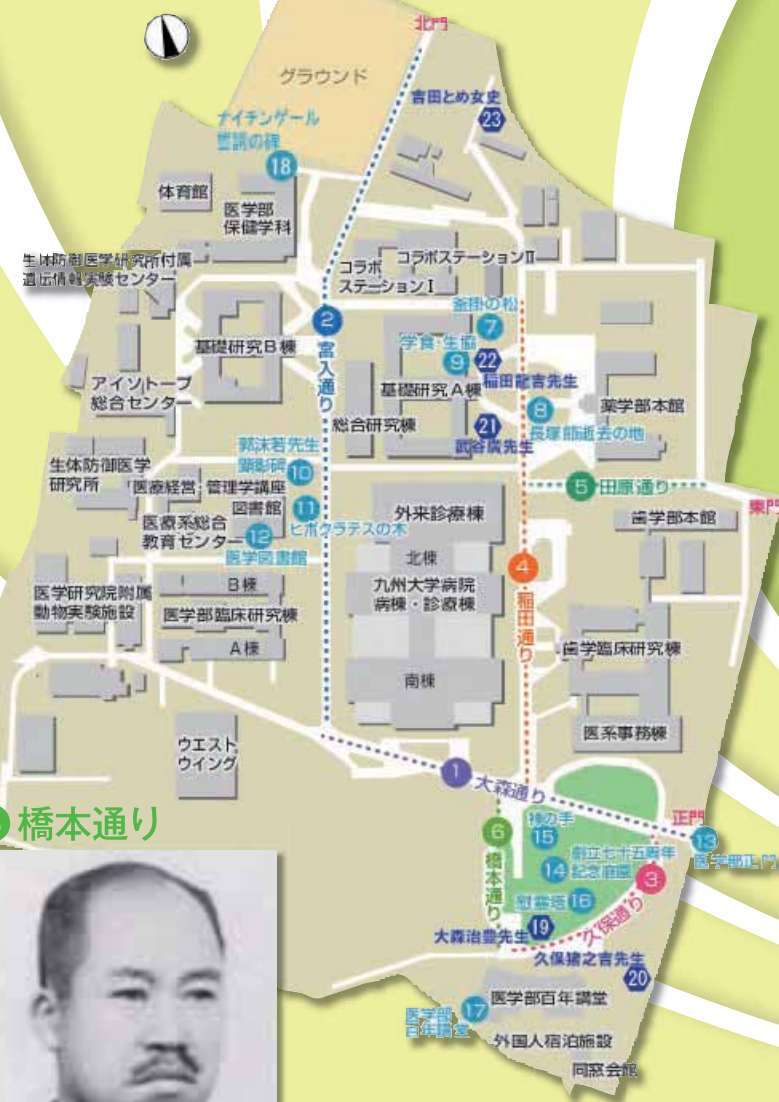 北門
グラウンド
吉田とめ女史
23
ナイチンゲール
誓詞の碑
18
体育館
医学部
保健学科
生体防御医学研究所付属
遺伝情報実験センター
コラボ
ステーションⅠ
コラボステーションⅡ
2
宮入通り
釜掛の松
7
基礎研究B棟
学食・生協
9
22
稲田龍吉先生
基礎研究A棟
アイソトープ
総合センター
8
薬学部本館
総合研究棟
21
武谷廣先生
長塚節逝去の地
郭沫若先生
顕彰碑
10
生体防御医学
研究所
医療経営・管理学講座
5
田原通り
東門
図書館
11
ヒポクラテスの木
外来診療棟
歯学部本館
医療系総合
教育センター
12
医学図書館
北棟
4
稲田通り
九州大学病院
病棟・診療棟
医学研究院附属
動物実験施設
B棟
医学部臨床研究棟
A棟
歯学臨床研究棟
南棟
医系事務棟
ウエスト
ウイング
1
大森通り
正門
13
医学部正門
6
橋本通り
橋本通り
神の手
15
創立七十五周年
記念庭園
14
3
久保通り
慰霊塔
16
19
大森治豊先生
久保猪之吉先生
20
医学部百年講堂
17
医学部
百年講堂
外国人宿泊施設
同窓会館